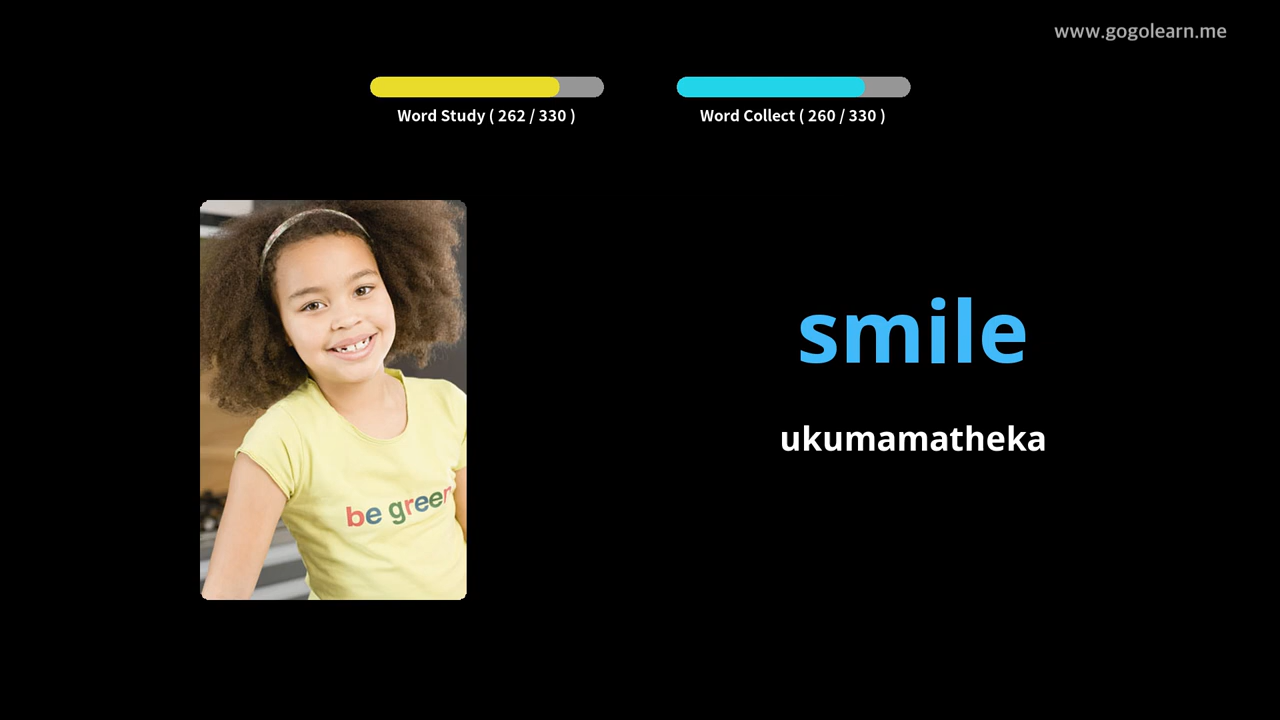 www.gogolearn.me
Word Study ( 262 / 330 )
Word Collect ( 260 / 330 )
smile
ukumamatheka
be green